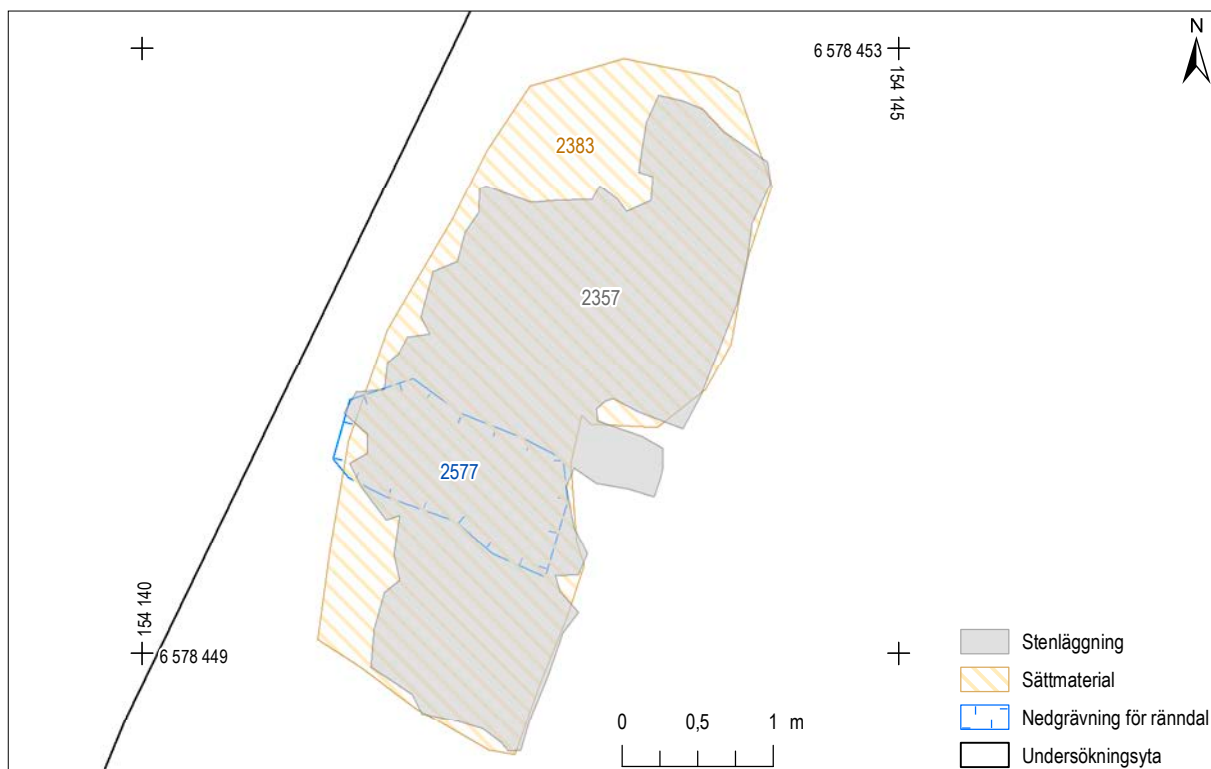 N
6 578 453
154 145
2383
2357
2577
154 140
6 578 449
0 0,5 1 m
Stenläggning
Sättmaterial
Nedgrävning för ränndal
Undersökningsyta